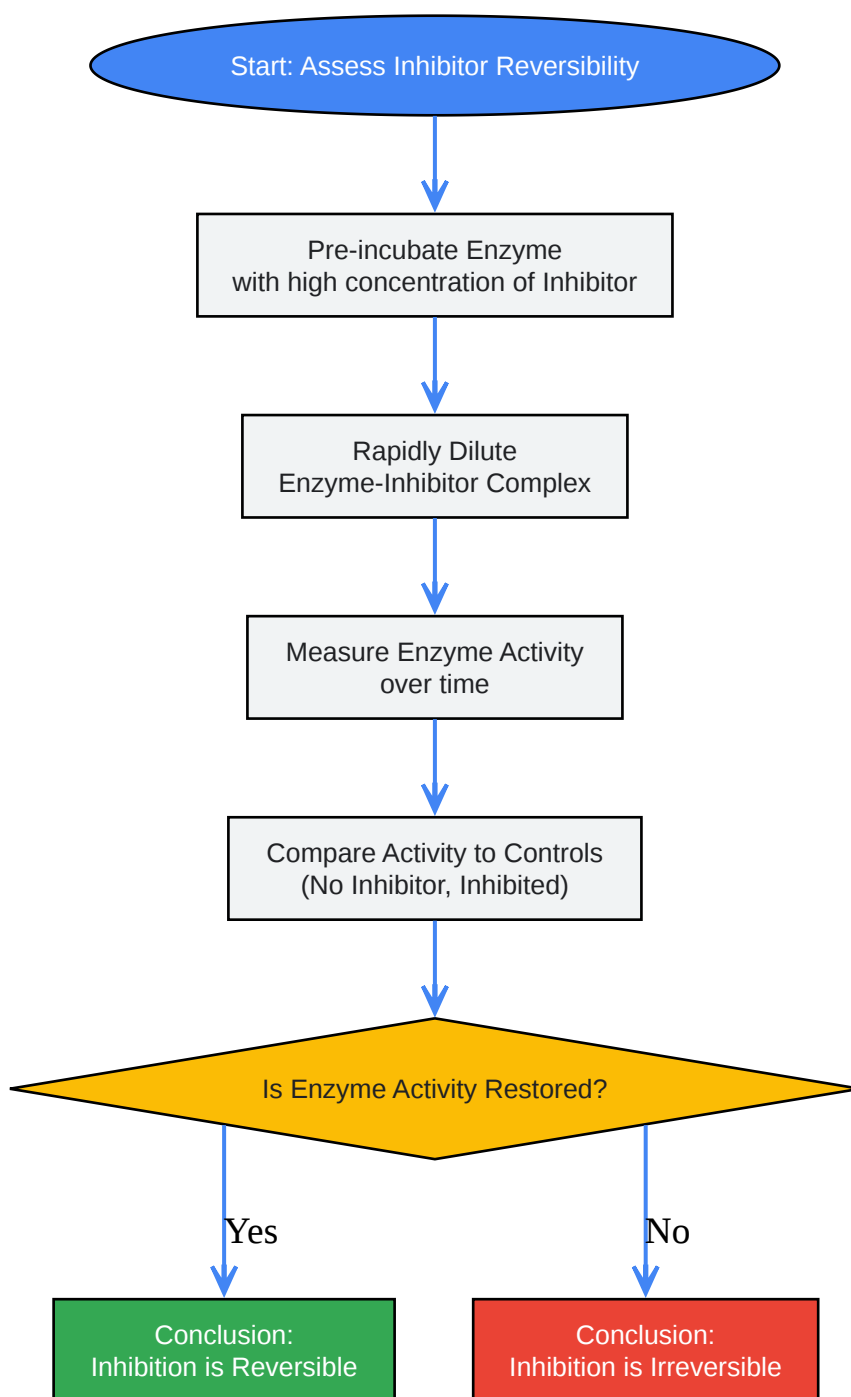 Start: Assess Inhibitor Reversibility
Pre-incubate Enzyme
with high concentration of Inhibitor
Rapidly Dilute
Enzyme-Inhibitor Complex
Measure Enzyme Activity
over time
Compare Activity to Controls
(No Inhibitor, Inhibited)
Is Enzyme Activity Restored?
Yes
No
Conclusion:
Inhibition is Reversible
Conclusion:
Inhibition is Irreversible